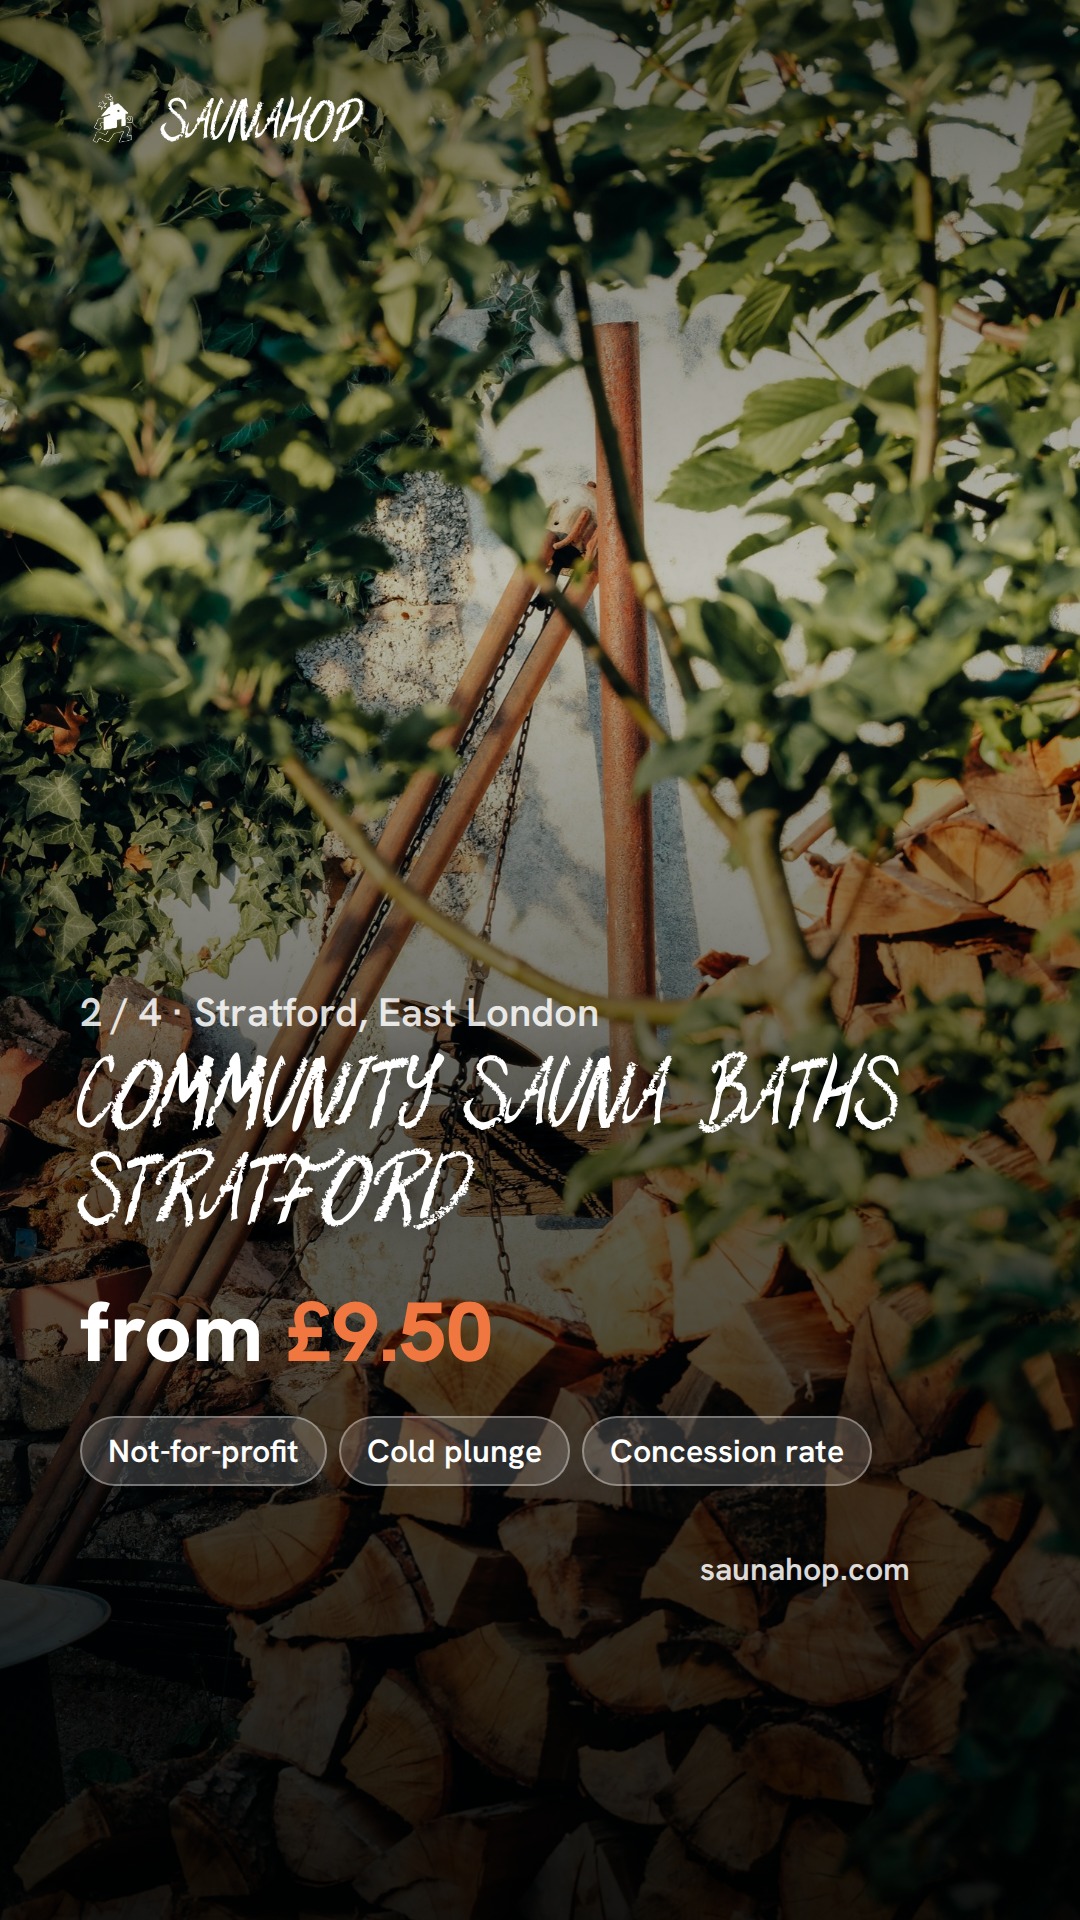 SAUNAHOP
2 / 4 · Stratford, East London
COMMUNITY SAUNA BATHS
STRATFORD
from £9.50
Not-for-profit Cold plunge Concession rate
saunahop.com